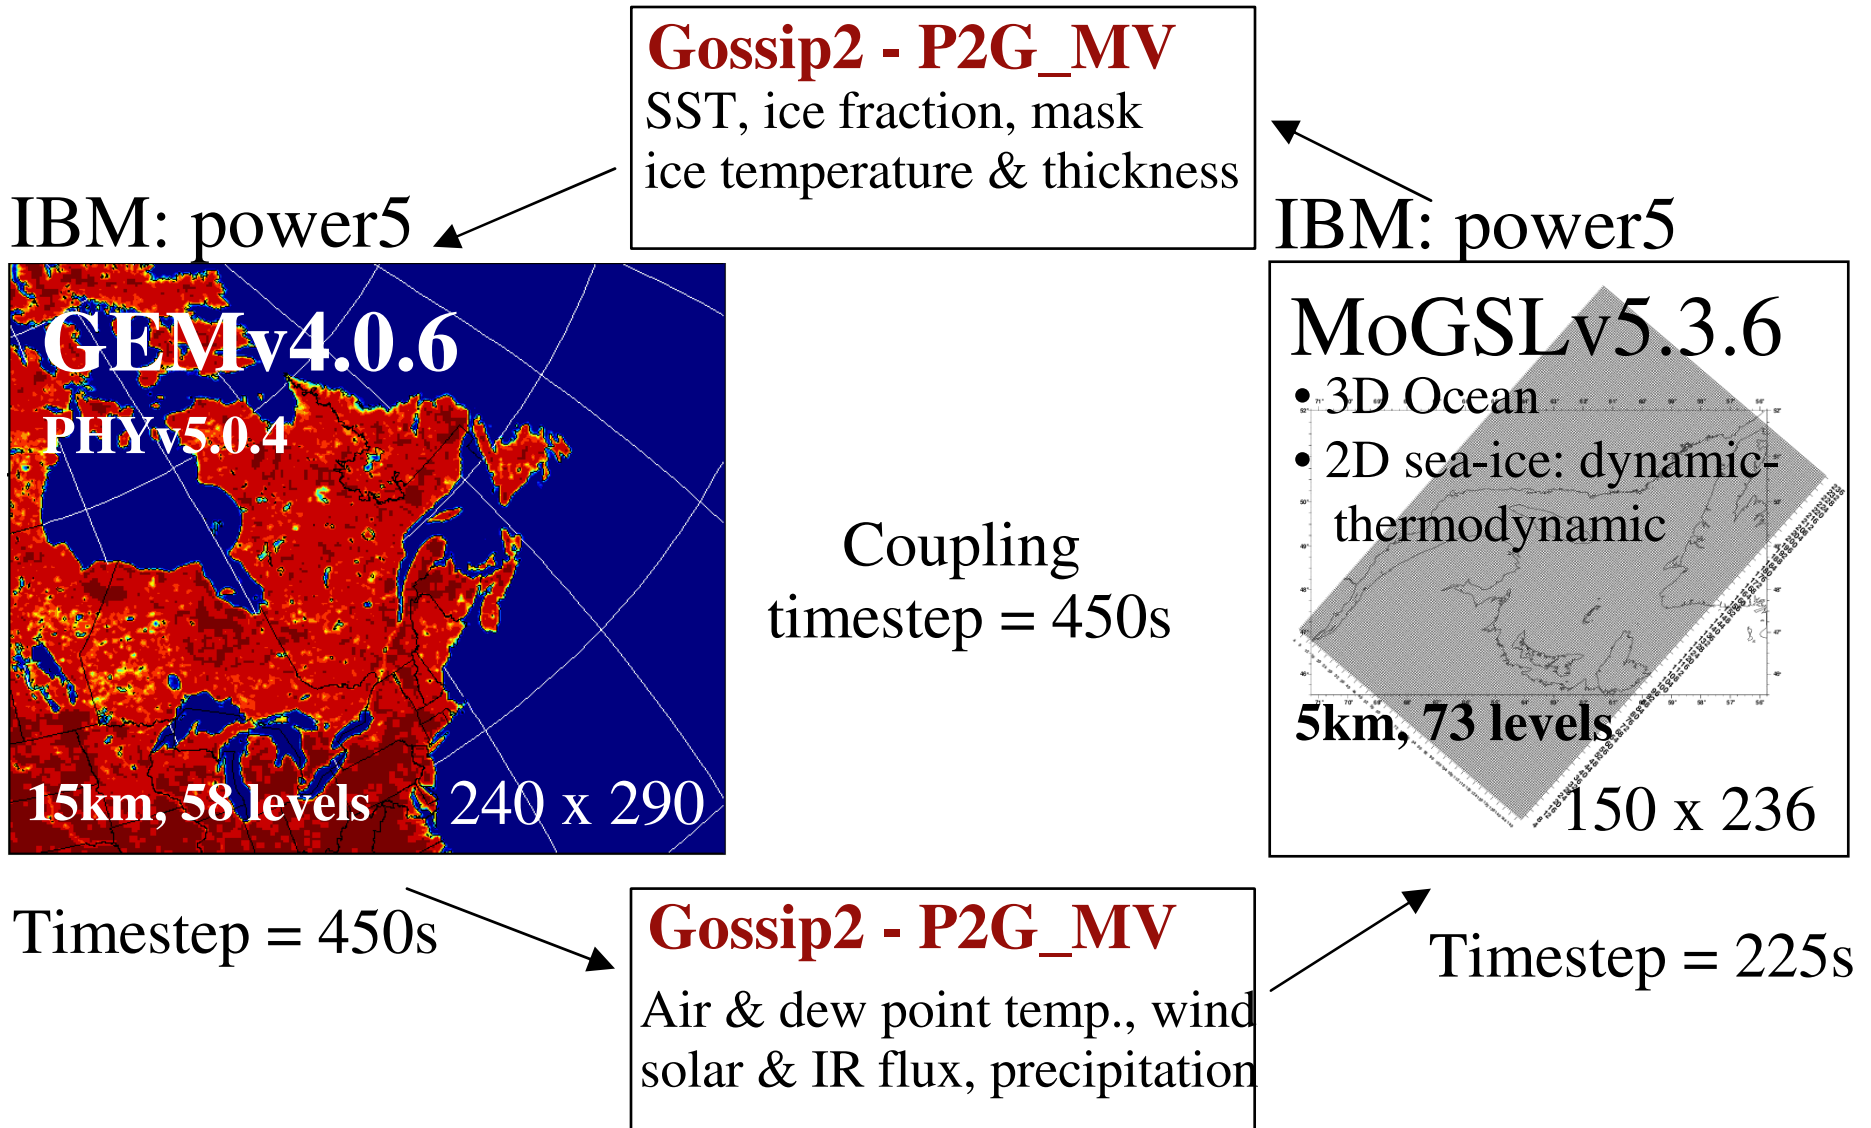 Gossip2 - P2G_MV
SST, ice fraction, mask
ice temperature & thickness
IBM: power5
IBM: power5
GEMv4.0.6
PHYv5.0.4
15km, 58 levels
240 x 290
Coupling
timestep = 450s
MoGSLv5.3.6
• 3D Ocean
• 2D sea-ice: dynamic-
thermodynamic
5km, 73 levels
150 x 236
Timestep = 450s
Gossip2 - P2G_MV
Air & dew point temp., wind
solar & IR flux, precipitation
Timestep = 225s